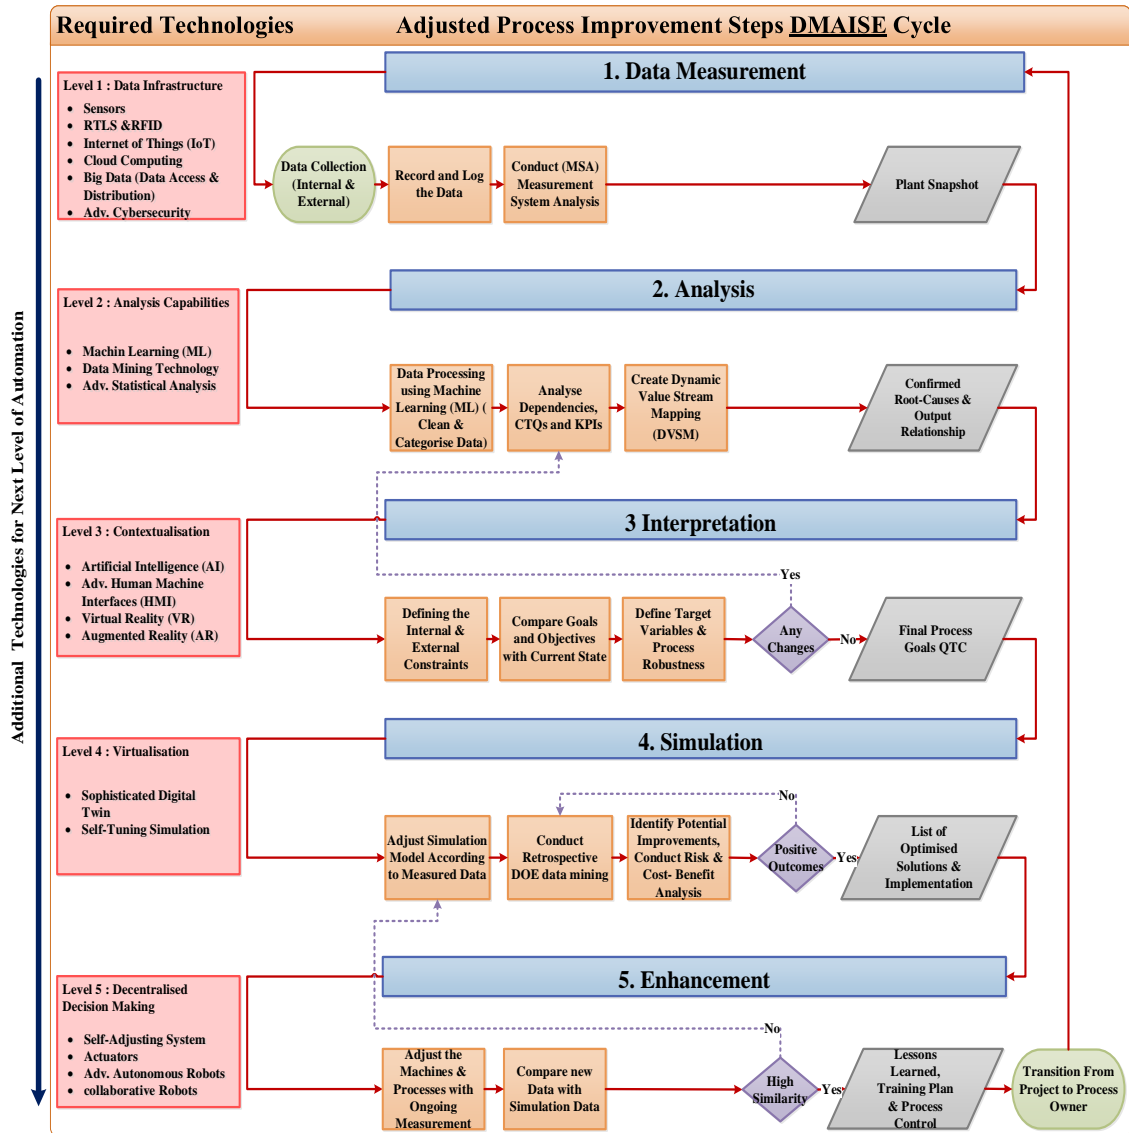 Required Technologies
Adjusted Process Improvement Steps DMAISE Cycle
Additional Technologies for Next Level of Automation
1. Data Measurement
Level 1 : Data Infrastructure
• Sensors
• RTLS &RFID
• Internet of Things (IoT)
• Cloud Computing
• Big Data (Data Access &
Distribution)
• Adv. Cybersecurity
Data Collection
(Internal &
External)
Record and Log
the Data
Conduct (MSA)
Measurement
System Analysis
Plant Snapshot
2. Analysis
Level 2 : Analysis Capabilities
• Machin Learning (ML)
• Data Mining Technology
• Adv. Statistical Analysis
Data Processing
using Machine
Learning (ML) (
Clean &
Categorise Data)
Analyse
Dependencies,
CTQs and KPIs
Create Dynamic
Value Stream
Mapping
(DVSM)
Confirmed
Root-Causes &
Output
Relationship
3 Interpretation
Level 3 : Contextualisation
• Artificial Intelligence (AI)
• Adv. Human Machine
Interfaces (HMI)
• Virtual Reality (VR)
• Augmented Reality (AR)
Defining the
Internal &
External
Constraints
Compare Goals
and Objectives
with Current State
Define Target
Variables &
Process
Robustness
Yes
Any
Changes
No
Final Process
Goals QTC
4. Simulation
Level 4 : Virtualisation
• Sophisticated Digital
Twin
• Self-Tuning Simulation
Adjust Simulation
Model According
to Measured Data
Conduct
Retrospective
DOE data mining
Identify Potential
Improvements,
Conduct Risk &
Cost- Benefit
Analysis
No
Positive
Outcomes
Yes
List of
Optimised
Solutions &
Implementation
5. Enhancement
Level 5 : Decentralised
Decision Making
• Self-Adjusting System
• Actuators
• Adv. Autonomous Robots
• collaborative Robots
Adjust the
Machines &
Processes with
Ongoing
Measurement
Compare new
Data with
Simulation Data
No
High
Similarity
Yes
Lessons
Learned,
Training Plan
& Process
Control
Transition From
Project to Process
Owner